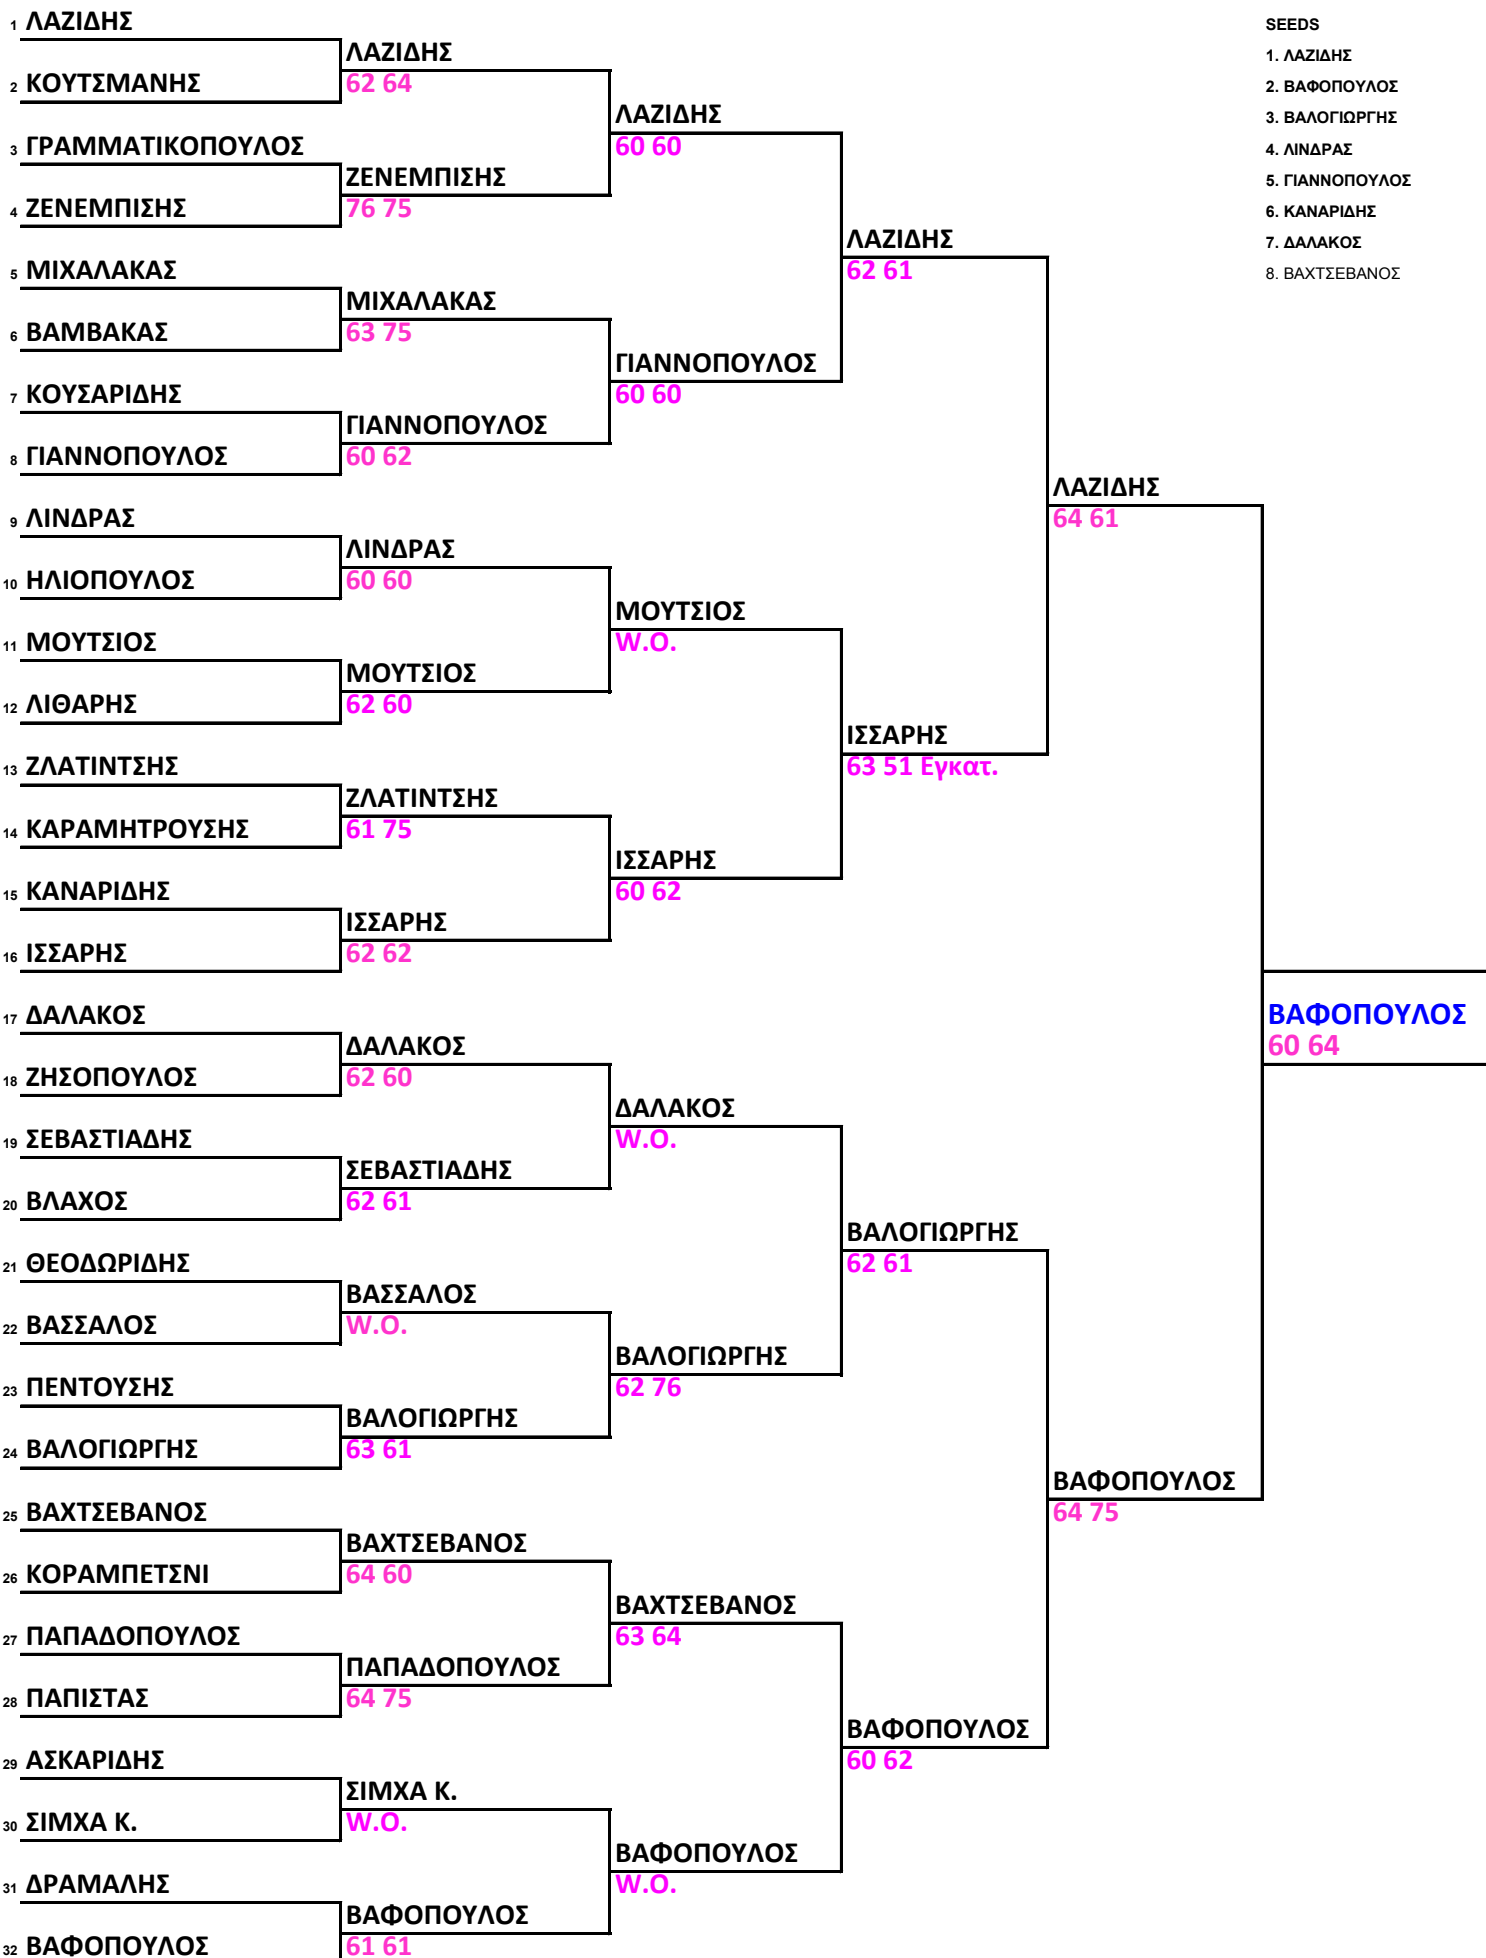 1 ΛΑΖΙΔΗΣ
2 ΚΟΥΤΣΜΑΝΗΣ
3 ΓΡΑΜΜΑΤΙΚΟΠΟΥΛΟΣ
4 ΖΕΝΕΜΠΙΣΗΣ
5 ΜΙΧΑΛΑΚΑΣ
6 ΒΑΜΒΑΚΑΣ
7 ΚΟΥΣΑΡΙΔΗΣ
8 ΓΙΑΝΝΟΠΟΥΛΟΣ
9 ΛΙΝΔΡΑΣ
10 ΗΛΙΟΠΟΥΛΟΣ
11 ΜΟΥΤΣΙΟΣ
12 ΛΙΘΑΡΗΣ
13 ΖΛΑΤΙΝΤΣΗΣ
14 ΚΑΡΑΜΗΤΡΟΥΣΗΣ
15 ΚΑΝΑΡΙΔΗΣ
16 ΙΣΣΑΡΗΣ
17 ΔΑΛΑΚΟΣ
18 ΖΗΣΟΠΟΥΛΟΣ
19 ΣΕΒΑΣΤΙΑΔΗΣ
20 ΒΛΑΧΟΣ
21 ΘΕΟΔΩΡΙΔΗΣ
22 ΒΑΣΣΑΛΟΣ
23 ΠΕΝΤΟΥΣΗΣ
24 ΒΑΛΟΓΙΩΡΓΗΣ
25 ΒΑΧΤΣΕΒΑΝΟΣ
26 ΚΟΡΑΜΠΕΤΣΝΙ
27 ΠΑΠΑΔΟΠΟΥΛΟΣ
28 ΠΑΠΙΣΤΑΣ
29 ΑΣΚΑΡΙΔΗΣ
30 ΣΙΜΧΑ Κ.
31 ΔΡΑΜΑΛΗΣ
32 ΒΑΦΟΠΟΥΛΟΣ
ΛΑΖΙΔΗΣ
62 64
ΖΕΝΕΜΠΙΣΗΣ
76 75
ΜΙΧΑΛΑΚΑΣ
63 75
ΓΙΑΝΝΟΠΟΥΛΟΣ
60 62
ΛΙΝΔΡΑΣ
60 60
ΜΟΥΤΣΙΟΣ
62 60
ΖΛΑΤΙΝΤΣΗΣ
61 75
ΙΣΣΑΡΗΣ
62 62
ΔΑΛΑΚΟΣ
62 60
ΣΕΒΑΣΤΙΑΔΗΣ
62 61
ΒΑΣΣΑΛΟΣ
W.O.
ΒΑΛΟΓΙΩΡΓΗΣ
63 61
ΒΑΧΤΣΕΒΑΝΟΣ
64 60
ΠΑΠΑΔΟΠΟΥΛΟΣ
64 75
ΣΙΜΧΑ Κ.
W.O.
ΒΑΦΟΠΟΥΛΟΣ
61 61
ΛΑΖΙΔΗΣ
60 60
ΓΙΑΝΝΟΠΟΥΛΟΣ
60 60
ΜΟΥΤΣΙΟΣ
W.O.
ΙΣΣΑΡΗΣ
60 62
ΔΑΛΑΚΟΣ
W.O.
ΒΑΛΟΓΙΩΡΓΗΣ
62 76
ΒΑΧΤΣΕΒΑΝΟΣ
63 64
ΒΑΦΟΠΟΥΛΟΣ
W.O.
ΛΑΖΙΔΗΣ
62 61
ΙΣΣΑΡΗΣ
63 51 Εγκατ.
ΒΑΛΟΓΙΩΡΓΗΣ
62 61
ΒΑΦΟΠΟΥΛΟΣ
60 62
ΛΑΖΙΔΗΣ
64 61
ΒΑΦΟΠΟΥΛΟΣ
64 75
ΒΑΦΟΠΟΥΛΟΣ
60 64
SEEDS
1. ΛΑΖΙΔΗΣ
2. ΒΑΦΟΠΟΥΛΟΣ
3. ΒΑΛΟΓΙΩΡΓΗΣ
4. ΛΙΝΔΡΑΣ
5. ΓΙΑΝΝΟΠΟΥΛΟΣ
6. ΚΑΝΑΡΙΔΗΣ
7. ΔΑΛΑΚΟΣ
8. ΒΑΧΤΣΕΒΑΝΟΣ